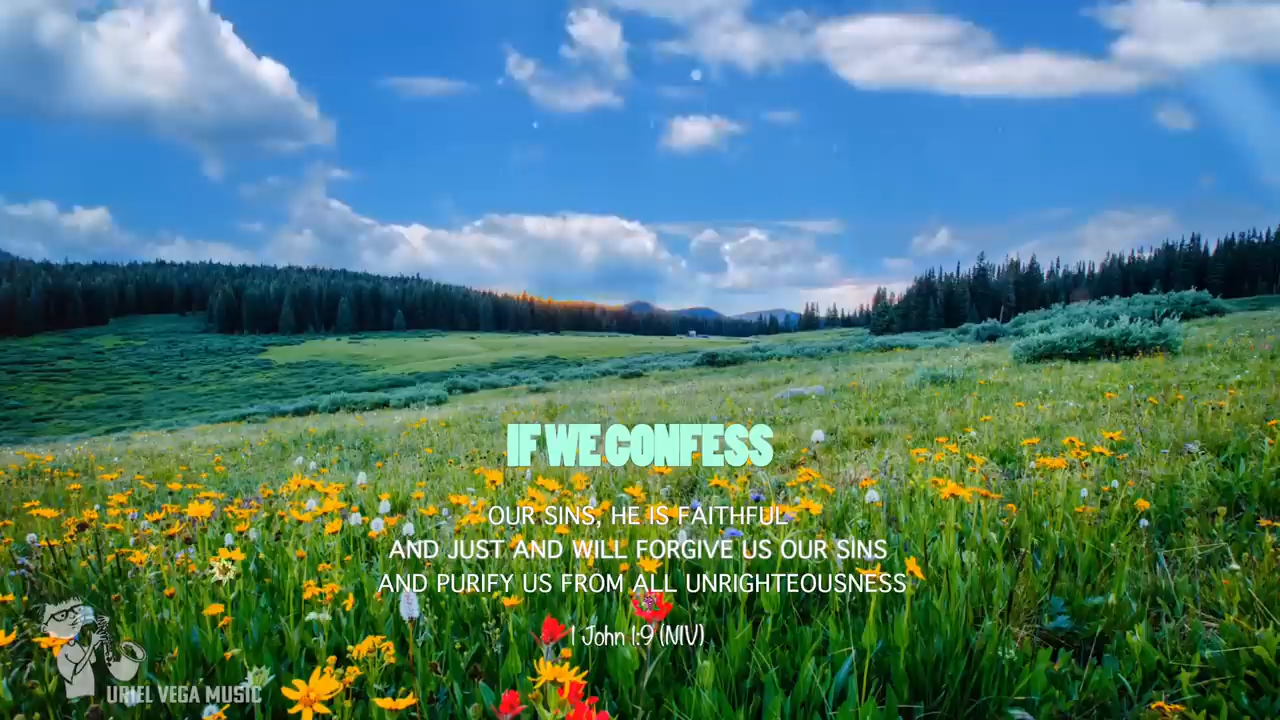 IF WE CONFESS
OUR SINS, HE IS FAITHFUL
AND JUST AND WILL FORGIVE US OUR SINS
AND PURIFY US FROM ALL UNRIGHTEOUSNESS
1 John 1:9 (NIV)
URIEL VEGA MUSIC